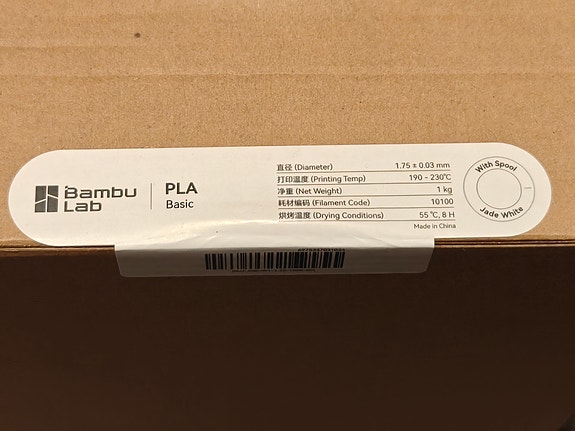 Bambu
Lab
PLA
Basic
直径 (Diameter) 1.75 ± 0.03 mm
打印温度 (Printing Temp) 190 - 230℃
净重 (Net Weight) 1 kg
耗材编码 (Filament Code) 10100
烘烤温度 (Drying Conditions) 55 ℃, 8 H
Made in China
With Spool
Jade White